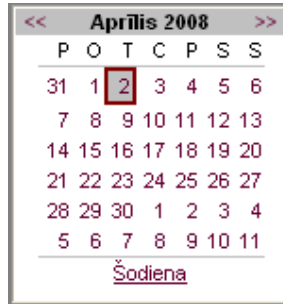 << Aprīlis 2008 >>
P O T C P S S
31 1 2 3 4 5 6
7 8 9 10 11 12 13
14 15 16 17 18 19 20
21 22 23 24 25 26 27
28 29 30 1 2 3 4
5 6 7 8 9 10 11
Šodiena